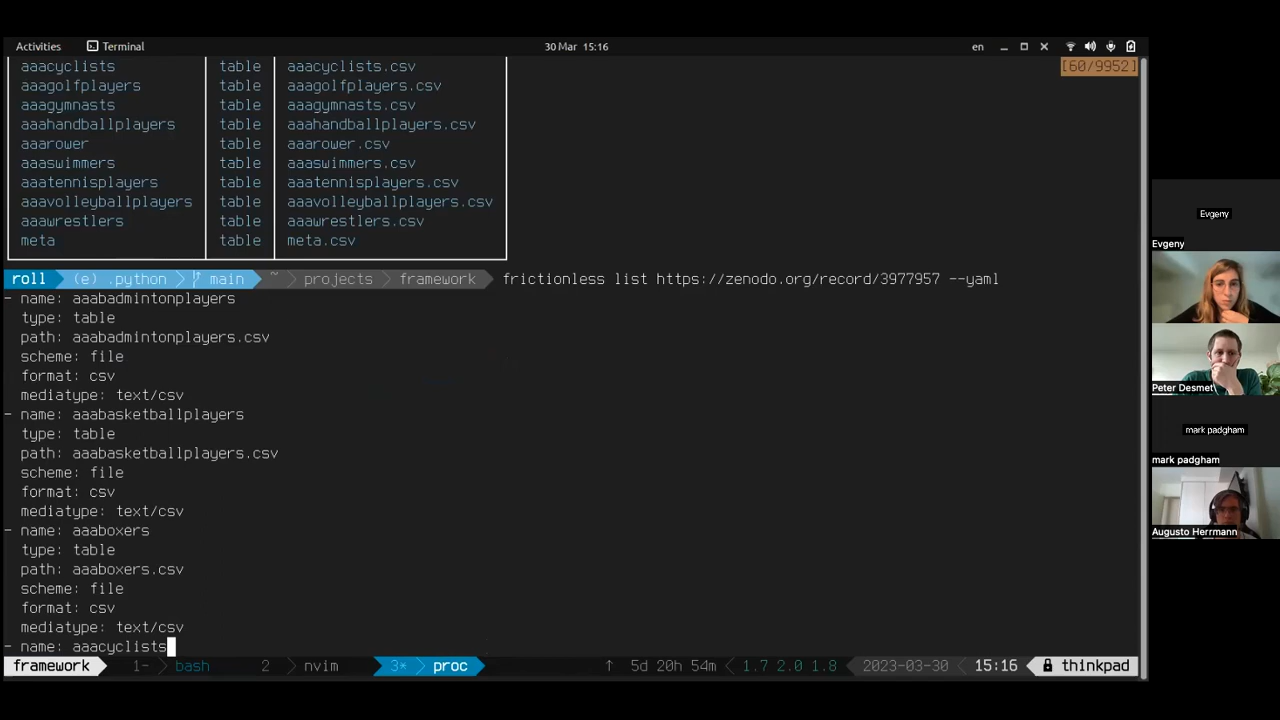 Activities Terminal 30 Mar 15:16 en
aaacyclists table aaacyclists.csv [60/9952]
aaagolfplayers table aaagolfplayers.csv
aaagymnasts table aaagymnasts.csv
aaahandballplayers table aaahandballplayers.csv
aaarower table aaarower.csv
aaaswimmers table aaaswimmers.csv
aaatennisplayers table aaatennisplayers.csv
aaavolleyballplayers table aaavolleyballplayers.csv
aaawrestlers table aaawrestlers.csv
meta table meta.csv
roll (e) .python main ~ projects framework frictionless list https://zenodo.org/record/3977957 --yaml
- name: aaabadmintonplayers
type: table
path: aaabadmintonplayers.csv
scheme: file
format: csv
mediatype: text/csv
- name: aaabasketballplayers
type: table
path: aaabasketballplayers.csv
scheme: file
format: csv
mediatype: text/csv
- name: aaaboxers
type: table
path: aaaboxers.csv
scheme: file
format: csv
mediatype: text/csv
- name: aaacyclists
framework 1- bash 2 nvim 3* proc ↑ 5d 20h 54m 1.7 2.0 1.8 2023-03-30 15:16 thinkpad
Evgeny
Evgeny
Peter Desmet
mark padgham
mark padgham
Augusto Herrmann